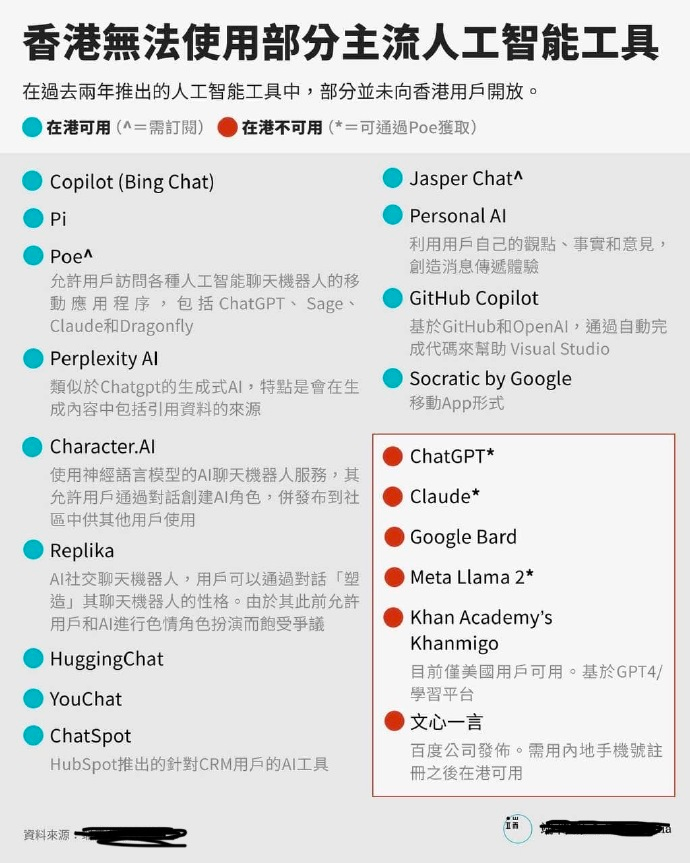 香港無法使用部分主流人工智能工具
在過去兩年推出的人工智能工具中，部分並未向香港用戶開放。
在港可用（^＝需訂閱） 在港不可用（*＝可通過Poe獲取）
Copilot (Bing Chat)
Pi
Poe^
允許用戶訪問各種人工智能聊天機器人的移
動應用程序，包括ChatGPT、Sage、
Claude和Dragonfly
Perplexity AI
類似於Chatgpt的生成式AI，特點是會在生
成內容中包括引用資料的來源
Character.AI
使用神經語言模型的AI聊天機器人服務，其
允許用戶通過對話創建AI角色，併發布到社
區中供其他用戶使用
Replika
AI社交聊天機器人，用戶可以通過對話「塑
造」其聊天機器人的性格。由於其此前允許
用戶和AI進行色情角色扮演而飽受爭議
HuggingChat
YouChat
ChatSpot
HubSpot推出的針對CRM用戶的AI工具
Jasper Chat^
Personal AI
利用用戶自己的觀點、事實和意見，
創造消息傳遞體驗
GitHub Copilot
基於GitHub和OpenAI，通過自動完
成代碼來幫助 Visual Studio
Socratic by Google
移動App形式
ChatGPT*
Claude*
Google Bard
Meta Llama 2*
Khan Academy’s
Khanmigo
目前僅美國用戶可用。基於GPT4/
學習平台
文心一言
百度公司發佈。需用內地手機號註
冊之後在港可用
資料來源：